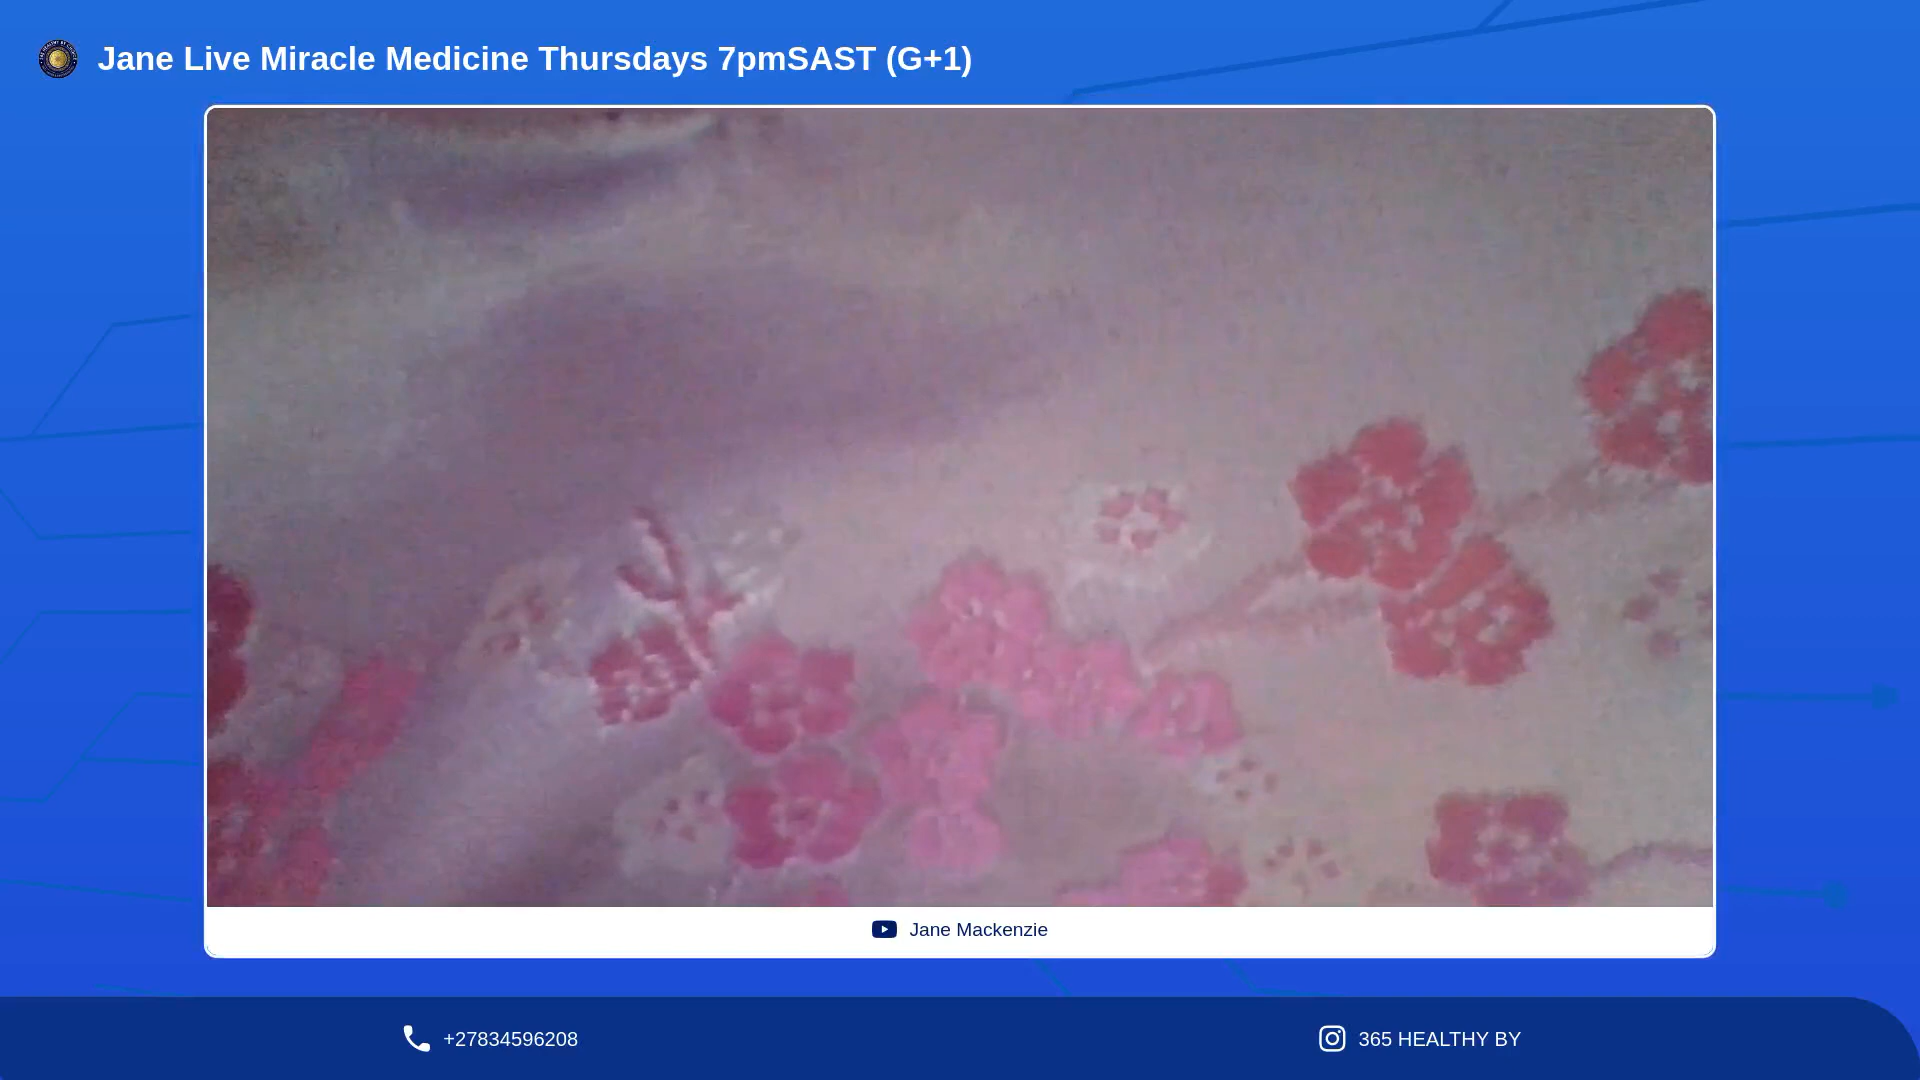 Jane Live Miracle Medicine Thursdays 7pmSAST (G+1)
Jane Mackenzie
+27834596208
365 HEALTHY BY